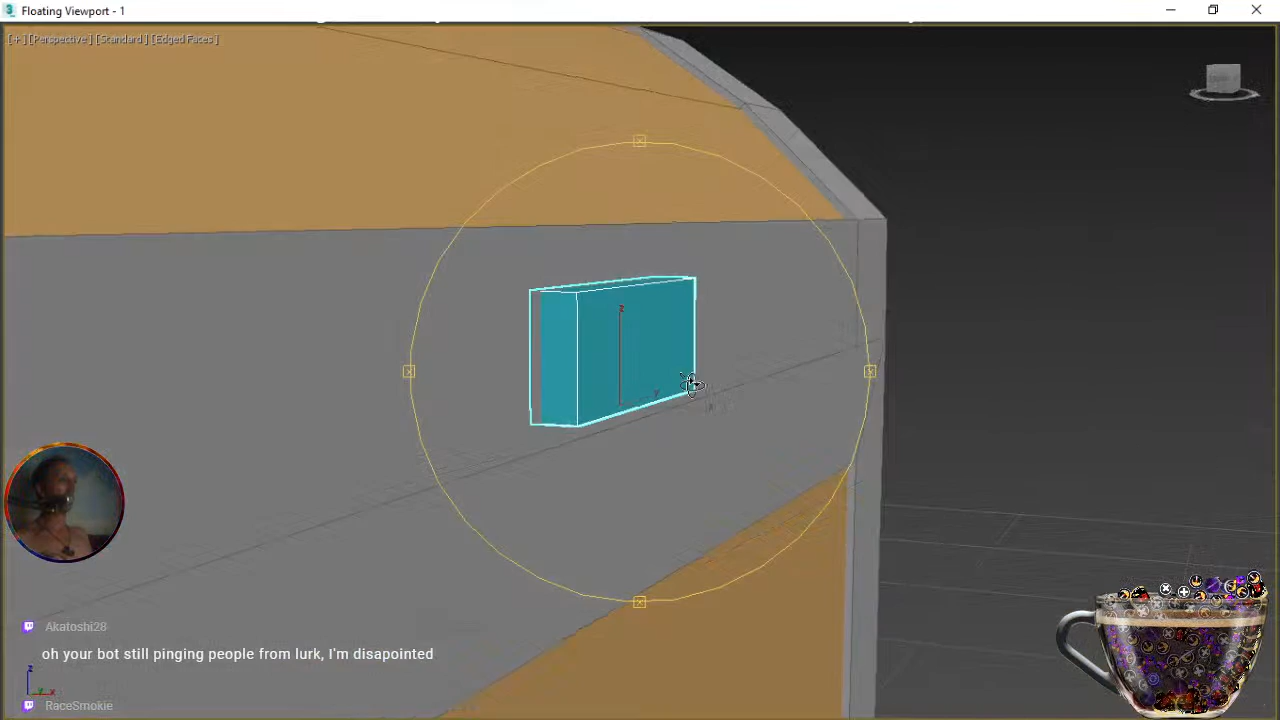 Floating Viewport - 1
[+] [Perspective] [Standard] [Edged Faces]
z
Akatoshi28
oh your bot still pinging people from lurk, I'm disapointed
z
RaceSmokie